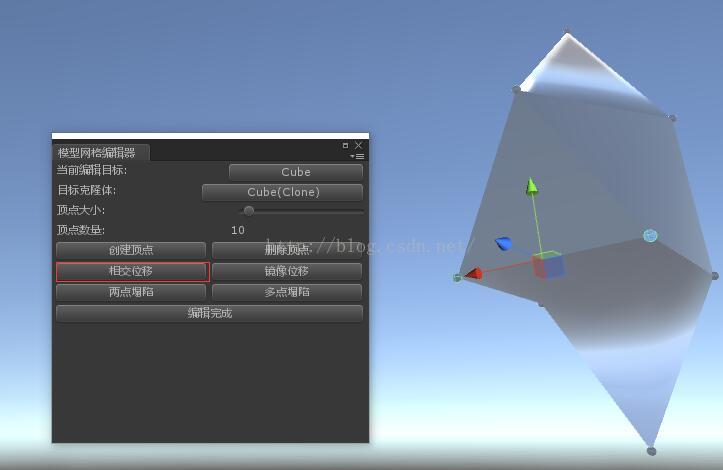 模型网格编辑器
当前编辑目标: Cube
目标克隆体: Cube(Clone)
顶点大小:
顶点数量: 10
http://blog.csdn.net/
创建顶点 删除顶点
相交位移 镜像位移
两点塌陷 多点塌陷
编辑完成